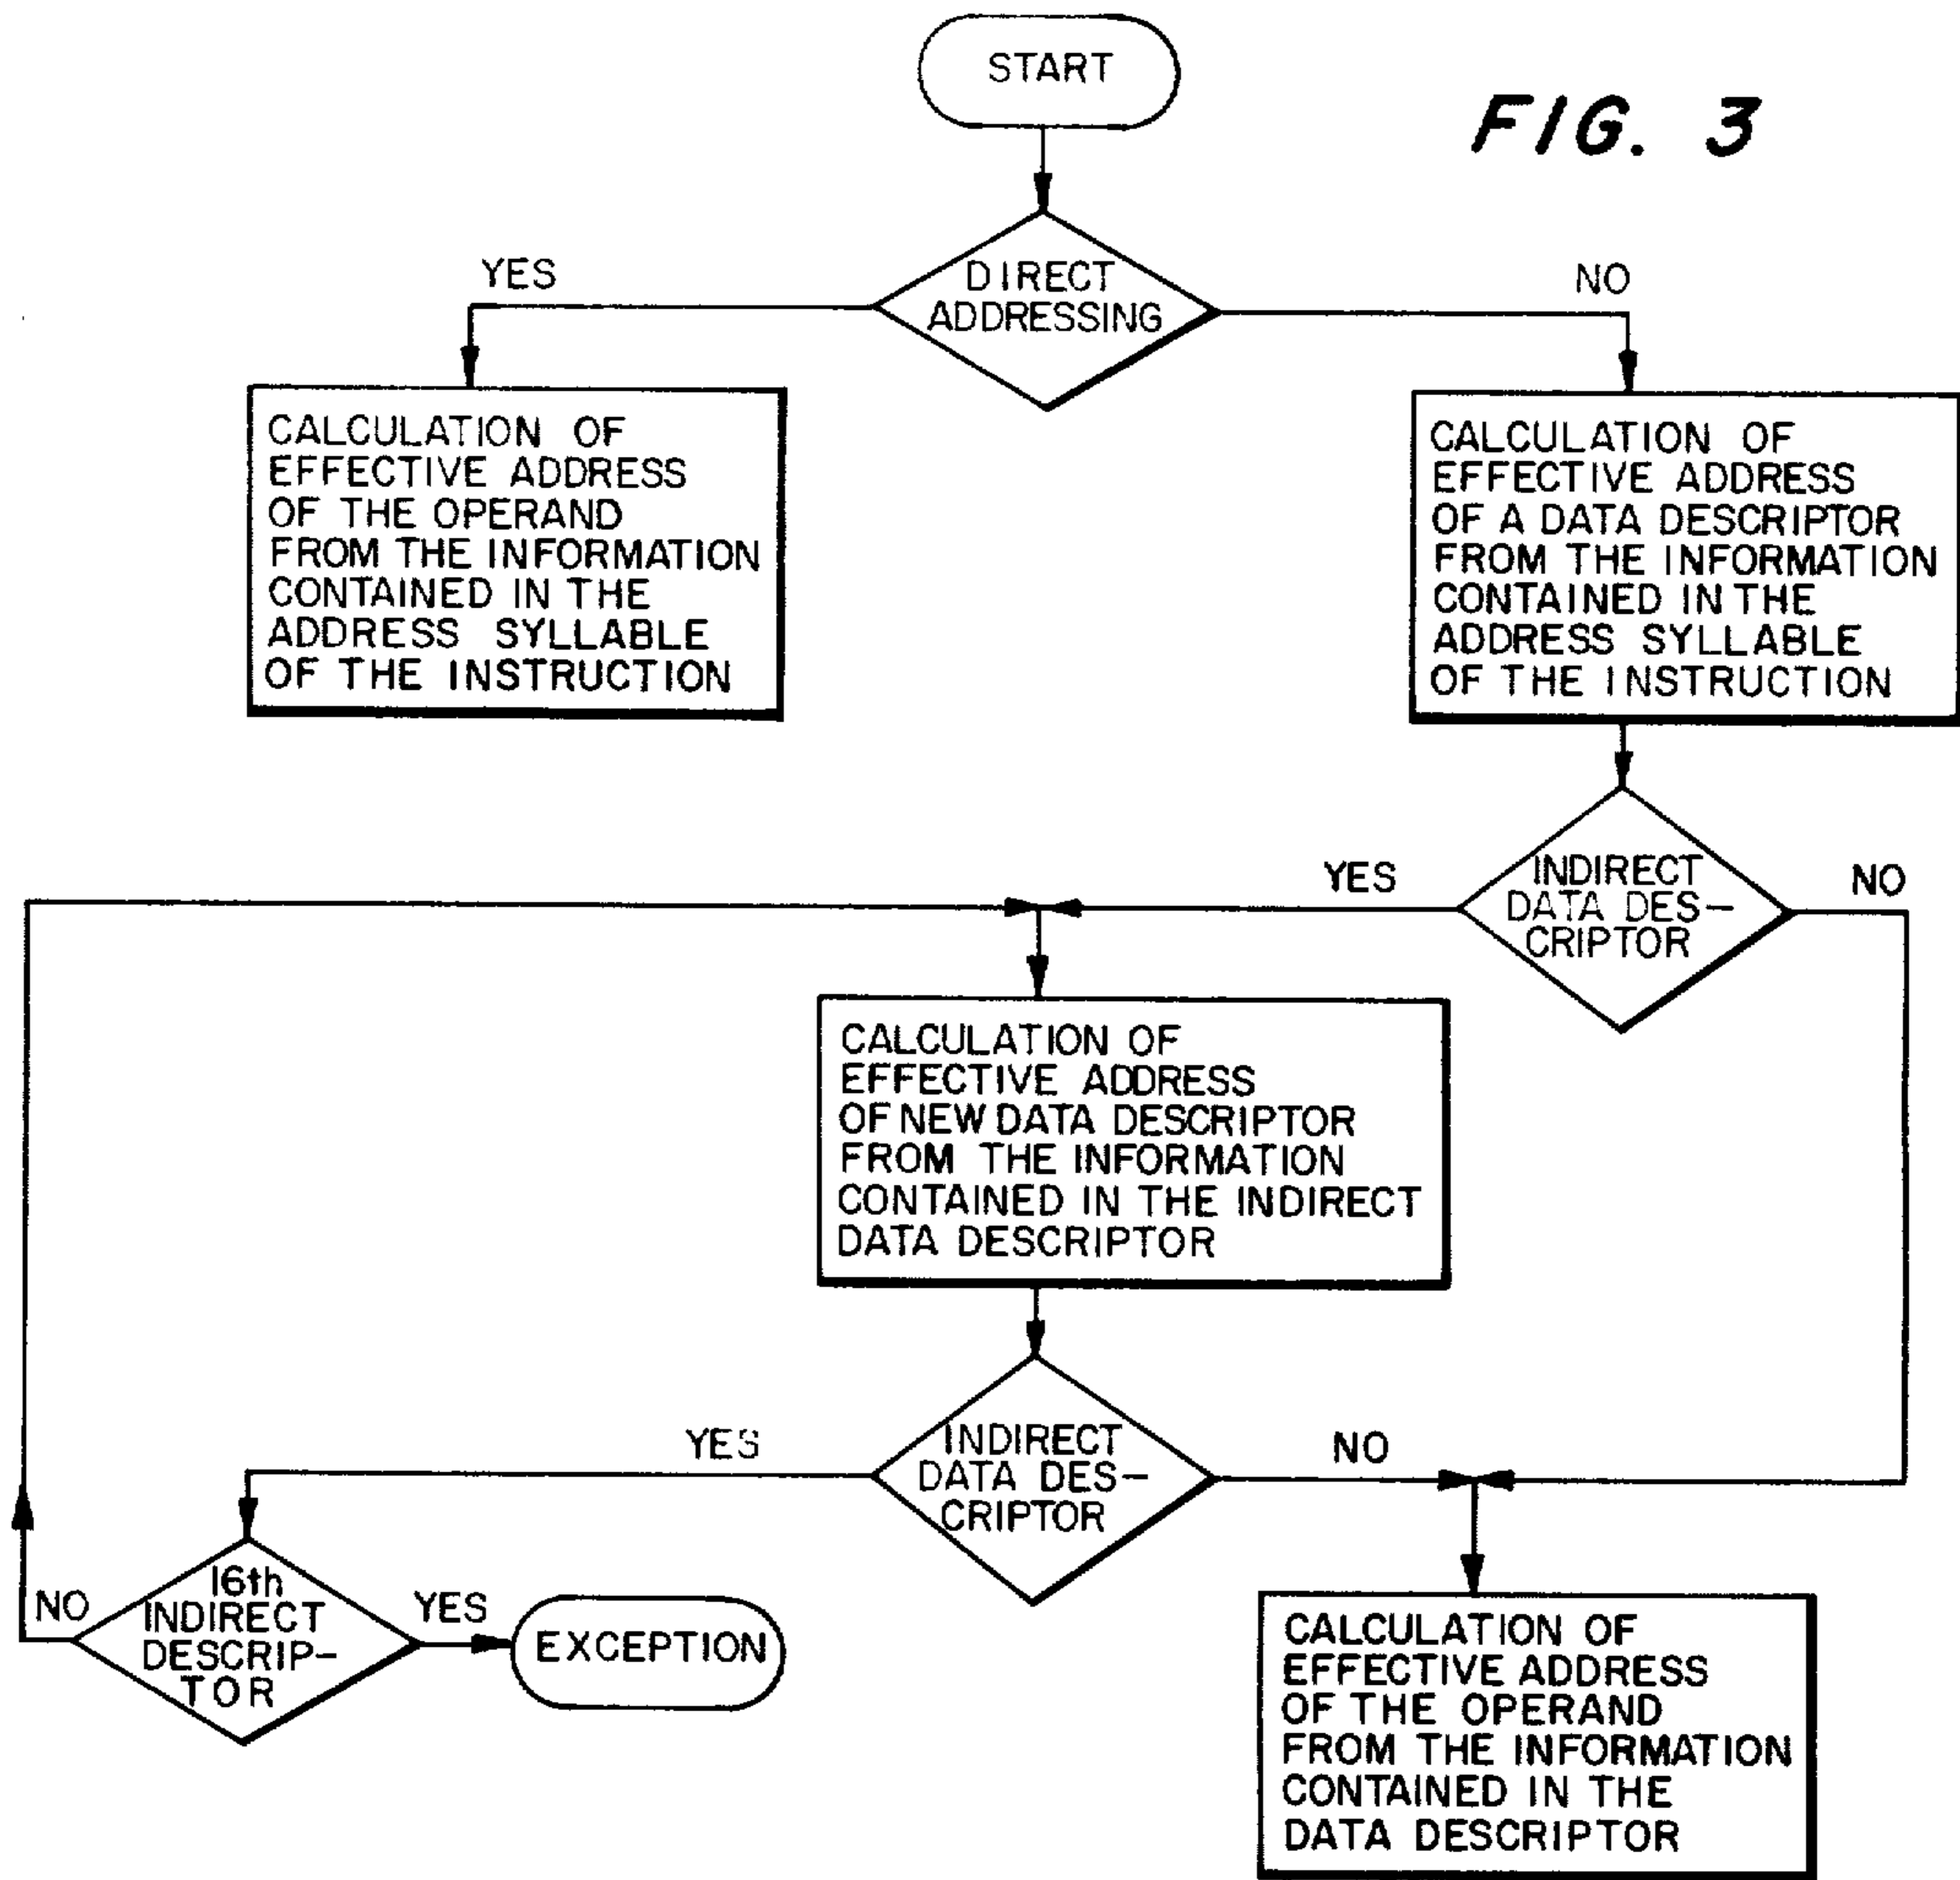 START
FIG. 3
DIRECT
ADDRESSING
YES
NO
CALCULATION OF
EFFECTIVE ADDRESS
OF THE OPERAND
FROM THE INFORMATION
CONTAINED IN THE
ADDRESS SYLLABLE
OF THE INSTRUCTION
CALCULATION OF
EFFECTIVE ADDRESS
OF A DATA DESCRIPTOR
FROM THE INFORMATION
CONTAINED IN THE
ADDRESS SYLLABLE
OF THE INSTRUCTION
YES
INDIRECT
DATA DES-
CRIPTOR
NO
CALCULATION OF
EFFECTIVE ADDRESS
OF NEW DATA DESCRIPTOR
FROM THE INFORMATION
CONTAINED IN THE INDIRECT
DATA DESCRIPTOR
YES
INDIRECT
DATA DES-
CRIPTOR
NO
NO
16th
INDIRECT
DESCRIP-
TOR
YES
EXCEPTION
CALCULATION OF
EFFECTIVE ADDRESS
OF THE OPERAND
FROM THE INFORMATION
CONTAINED IN THE
DATA DESCRIPTOR